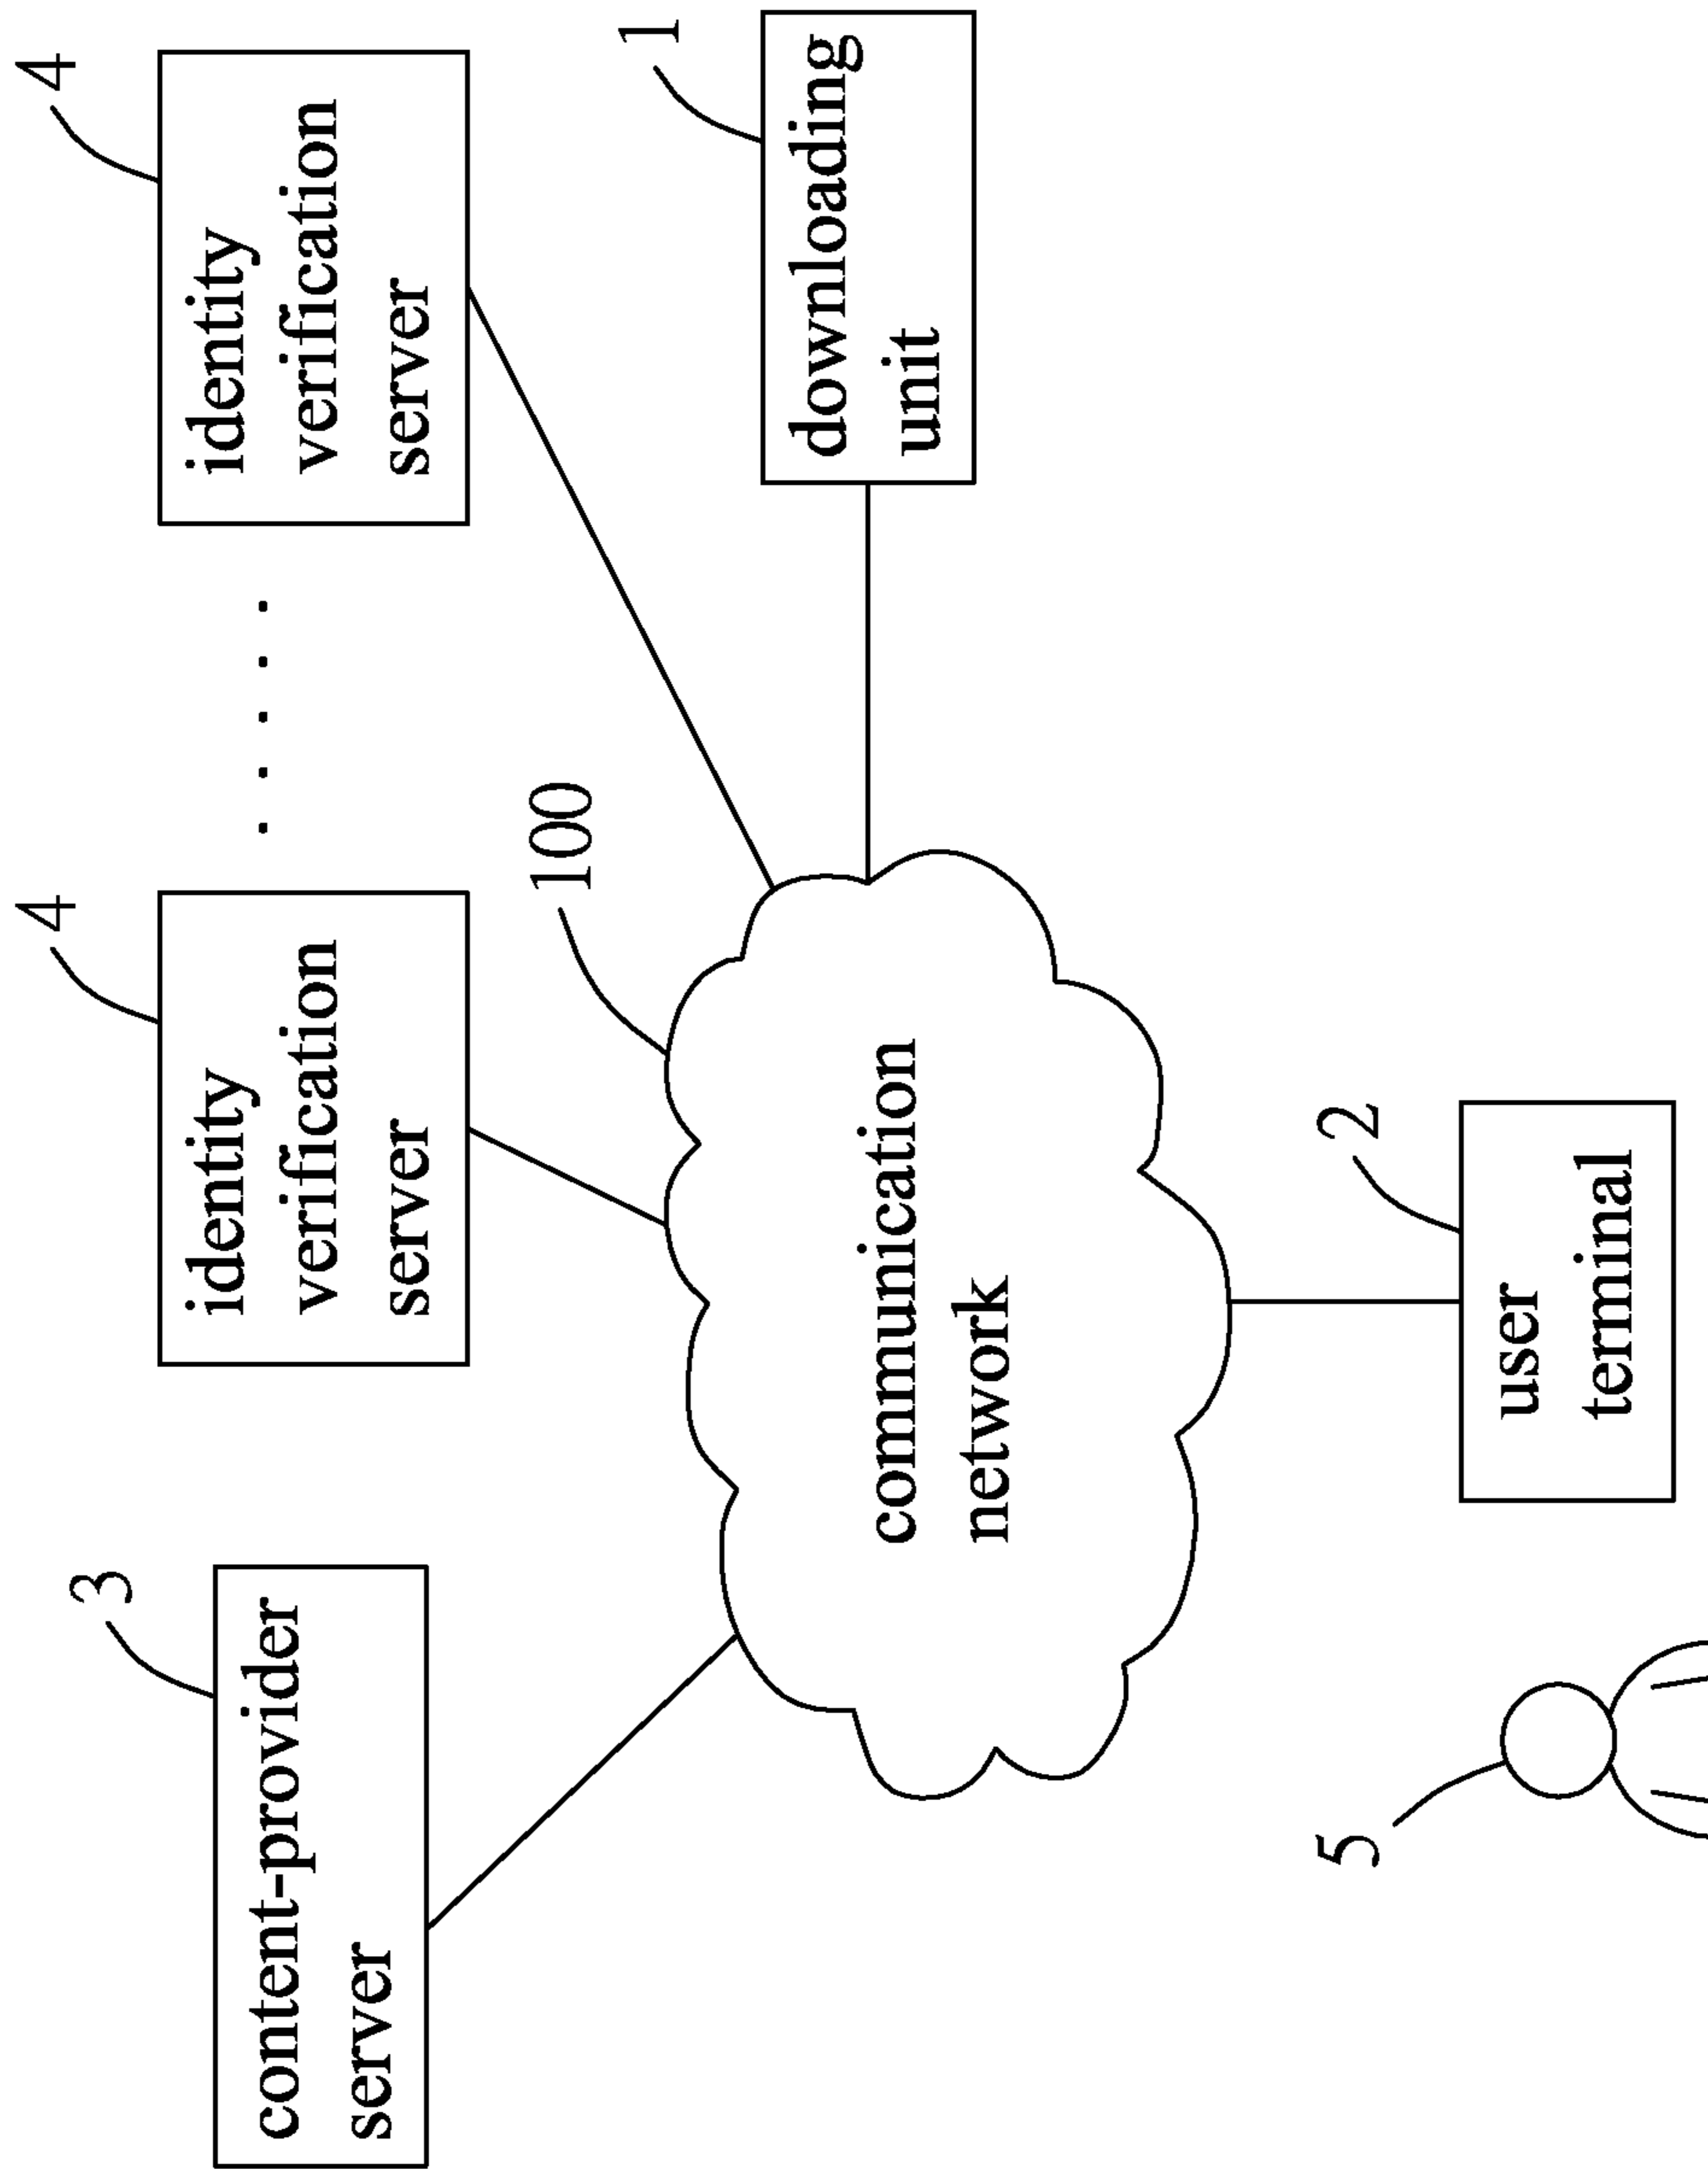 3
content-provider
server
4
identity
verification
server
. . . . .
4
identity
verification
server
100
communication
network
1
downloading
unit
5
2
user
terminal